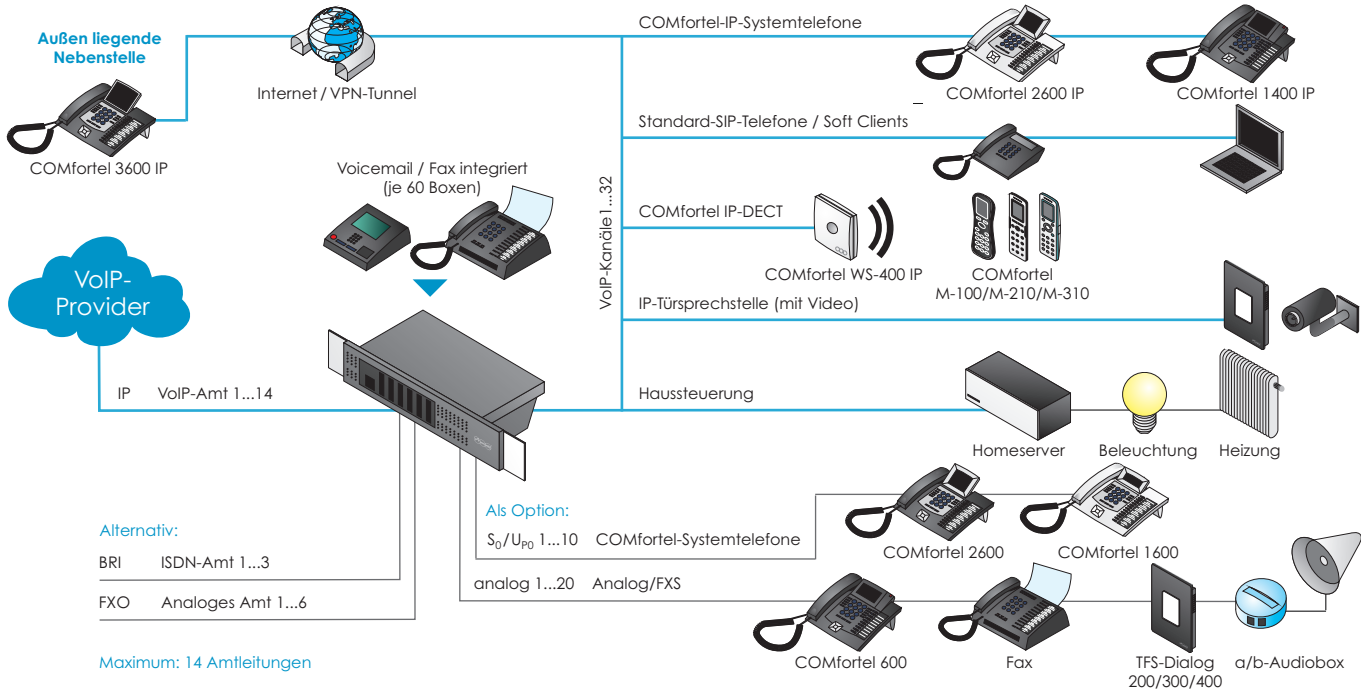 Außen liegende
Nebenstelle
COMfortel 3600 IP
Internet / VPN-Tunnel
COMfortel-IP-Systemtelefone
COMfortel 2600 IP
COMfortel 1400 IP
Standard-SIP-Telefone / Soft Clients
Voicemail / Fax integriert
(je 60 Boxen)
VoIP-Kanäle 1...32
COMfortel IP-DECT
COMfortel WS-400 IP
COMfortel
M-100/M-210/M-310
VoIP-
Provider
IP-Türsprechstelle (mit Video)
IP VoIP-Amt 1...14
Haussteuerung
Homeserver
Beleuchtung
Heizung
Alternativ:
BRI ISDN-Amt 1...3
FXO Analoges Amt 1...6
Maximum: 14 Amtleitungen
Als Option:
S0/UP0 1...10 COMfortel-Systemtelefone
COMfortel 2600
COMfortel 1600
analog 1...20 Analog/FXS
COMfortel 600
Fax
TFS-Dialog
200/300/400
a/b-Audiobox